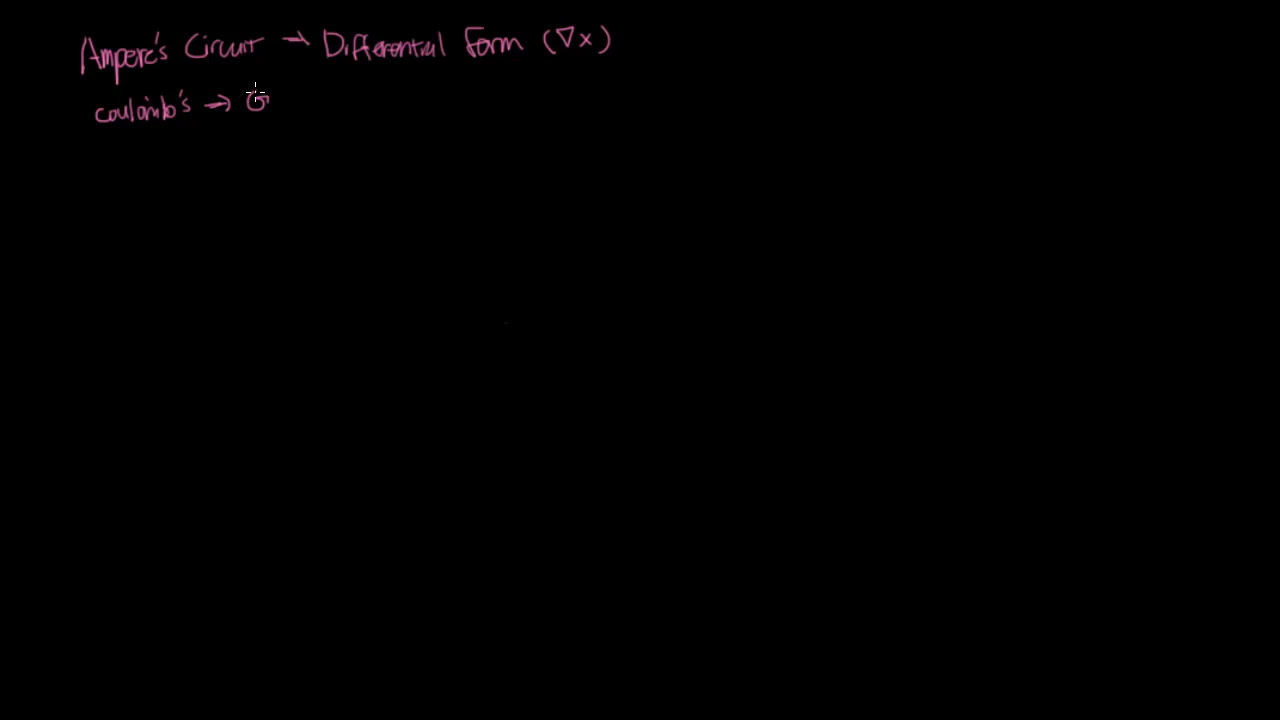 Ampere's Circuit → Differential Form (∇×)
coulomb's → G